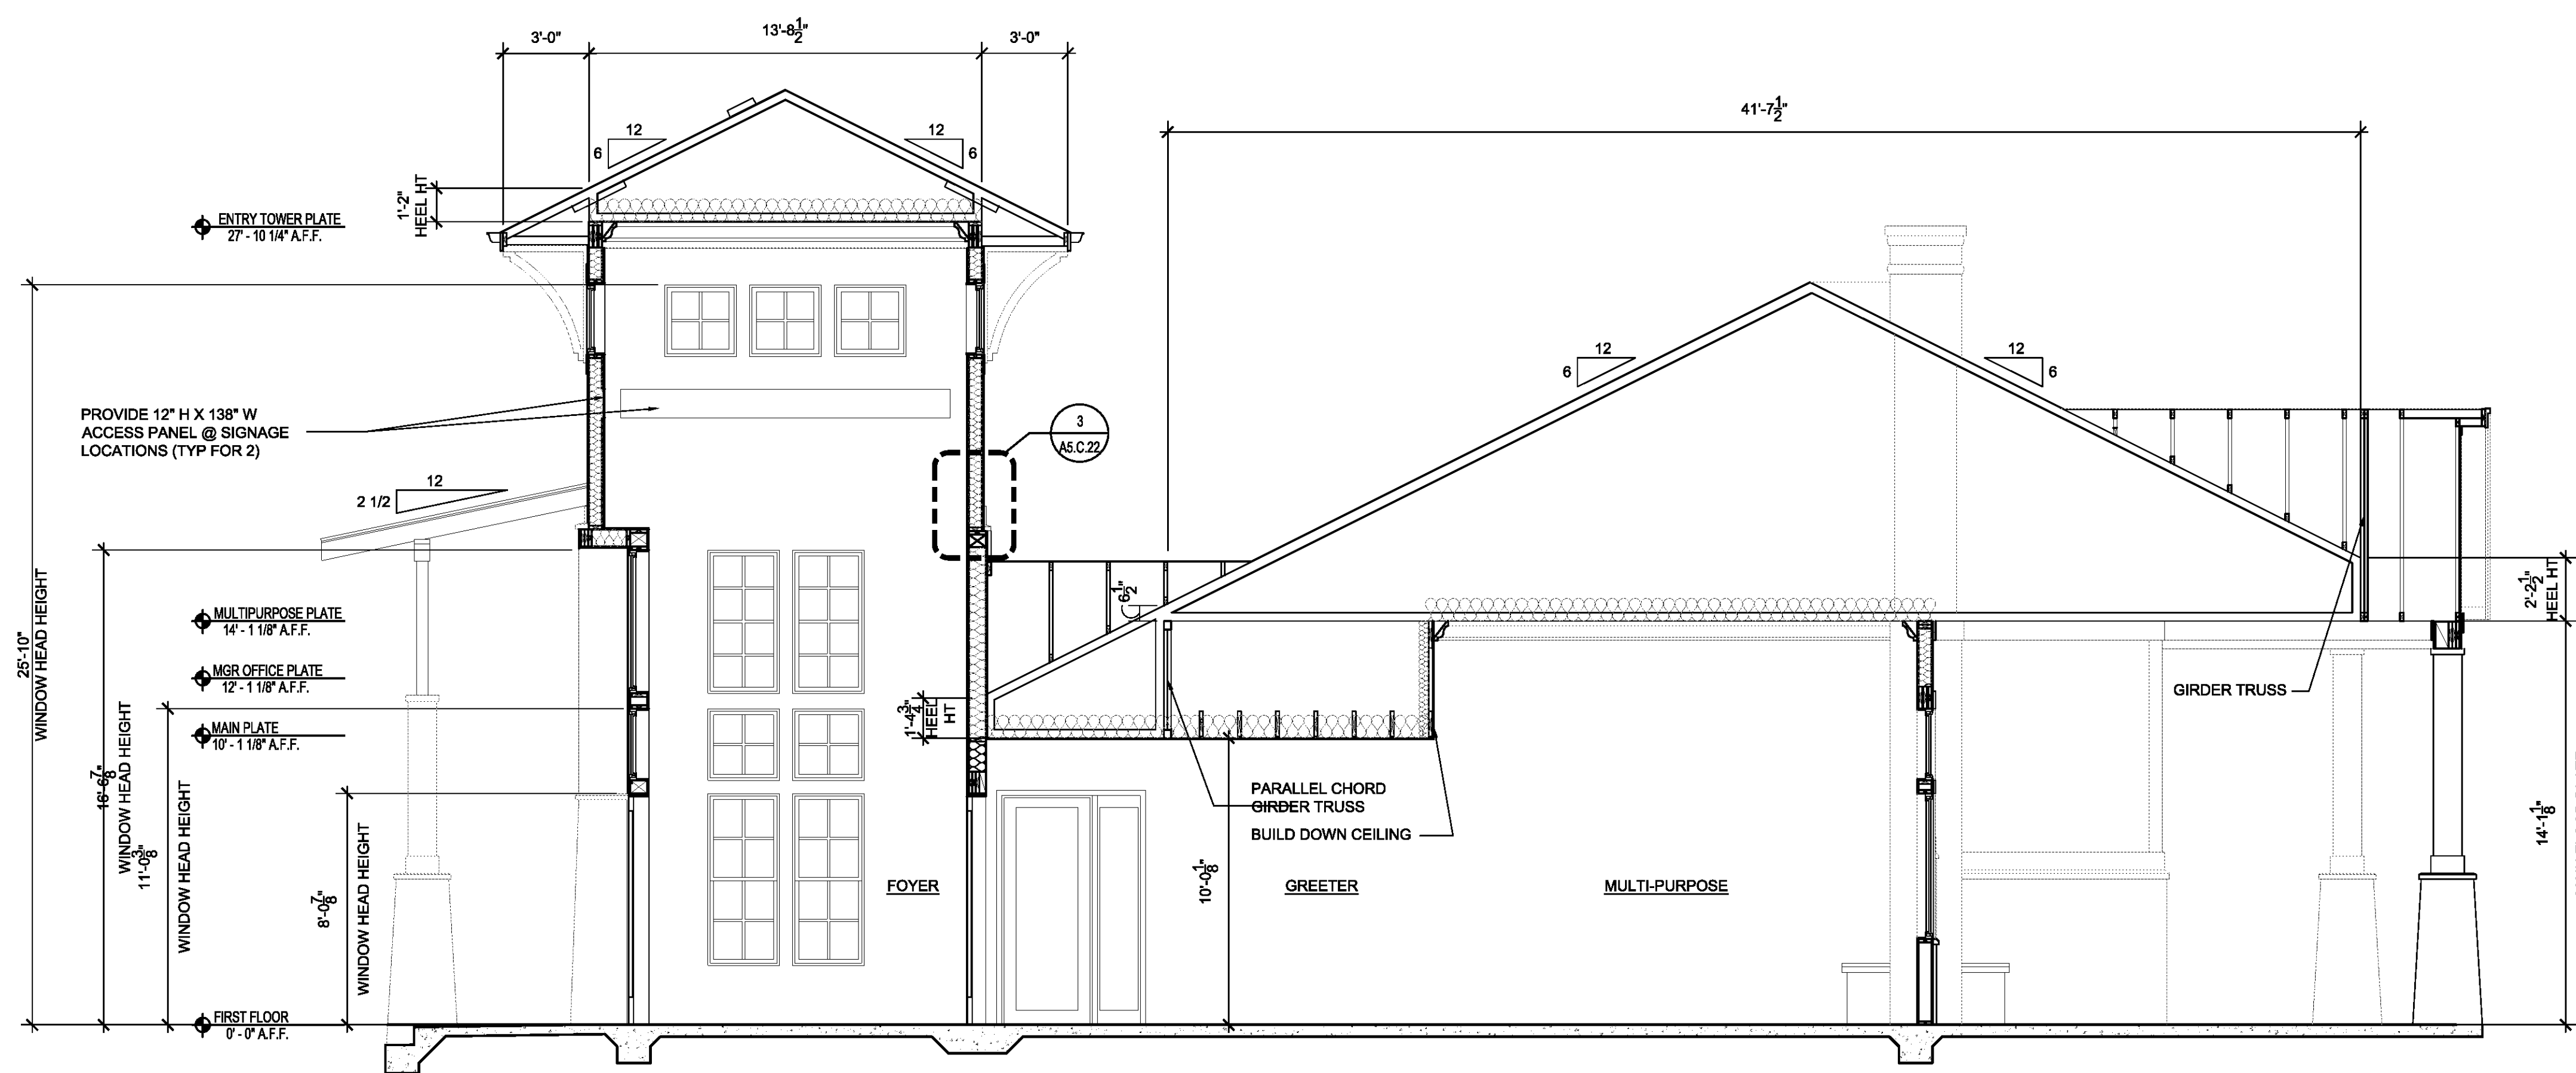 3'-0"
13'-8 1/2"
3'-0"
41'-7 1/2"
12
6
12
6
1'-2"
HEEL HT
ENTRY TOWER PLATE
27' - 10 1/4" A.F.F.
25'-10"
WINDOW HEAD HEIGHT
12
6
12
6
PROVIDE 12" H X 138" W
ACCESS PANEL @ SIGNAGE
LOCATIONS (TYP FOR 2)
3
A5.C.22
12
2 1/2
MULTIPURPOSE PLATE
14' - 1 1/8" A.F.F.
MGR OFFICE PLATE
12' - 1 1/8" A.F.F.
MAIN PLATE
10' - 1 1/8" A.F.F.
16'-6 7/8"
WINDOW HEAD HEIGHT
11'-0 3/8"
WINDOW HEAD HEIGHT
8'-0 7/8"
WINDOW HEAD HEIGHT
6 1/2"
1'-4 3/4"
HEEL
HT
2'-2 1/2"
HEEL HT
GIRDER TRUSS
PARALLEL CHORD
GIRDER TRUSS
BUILD DOWN CEILING
10'-0 1/8"
14'-1 1/8"
FOYER
GREETER
MULTI-PURPOSE
FIRST FLOOR
0' - 0" A.F.F.